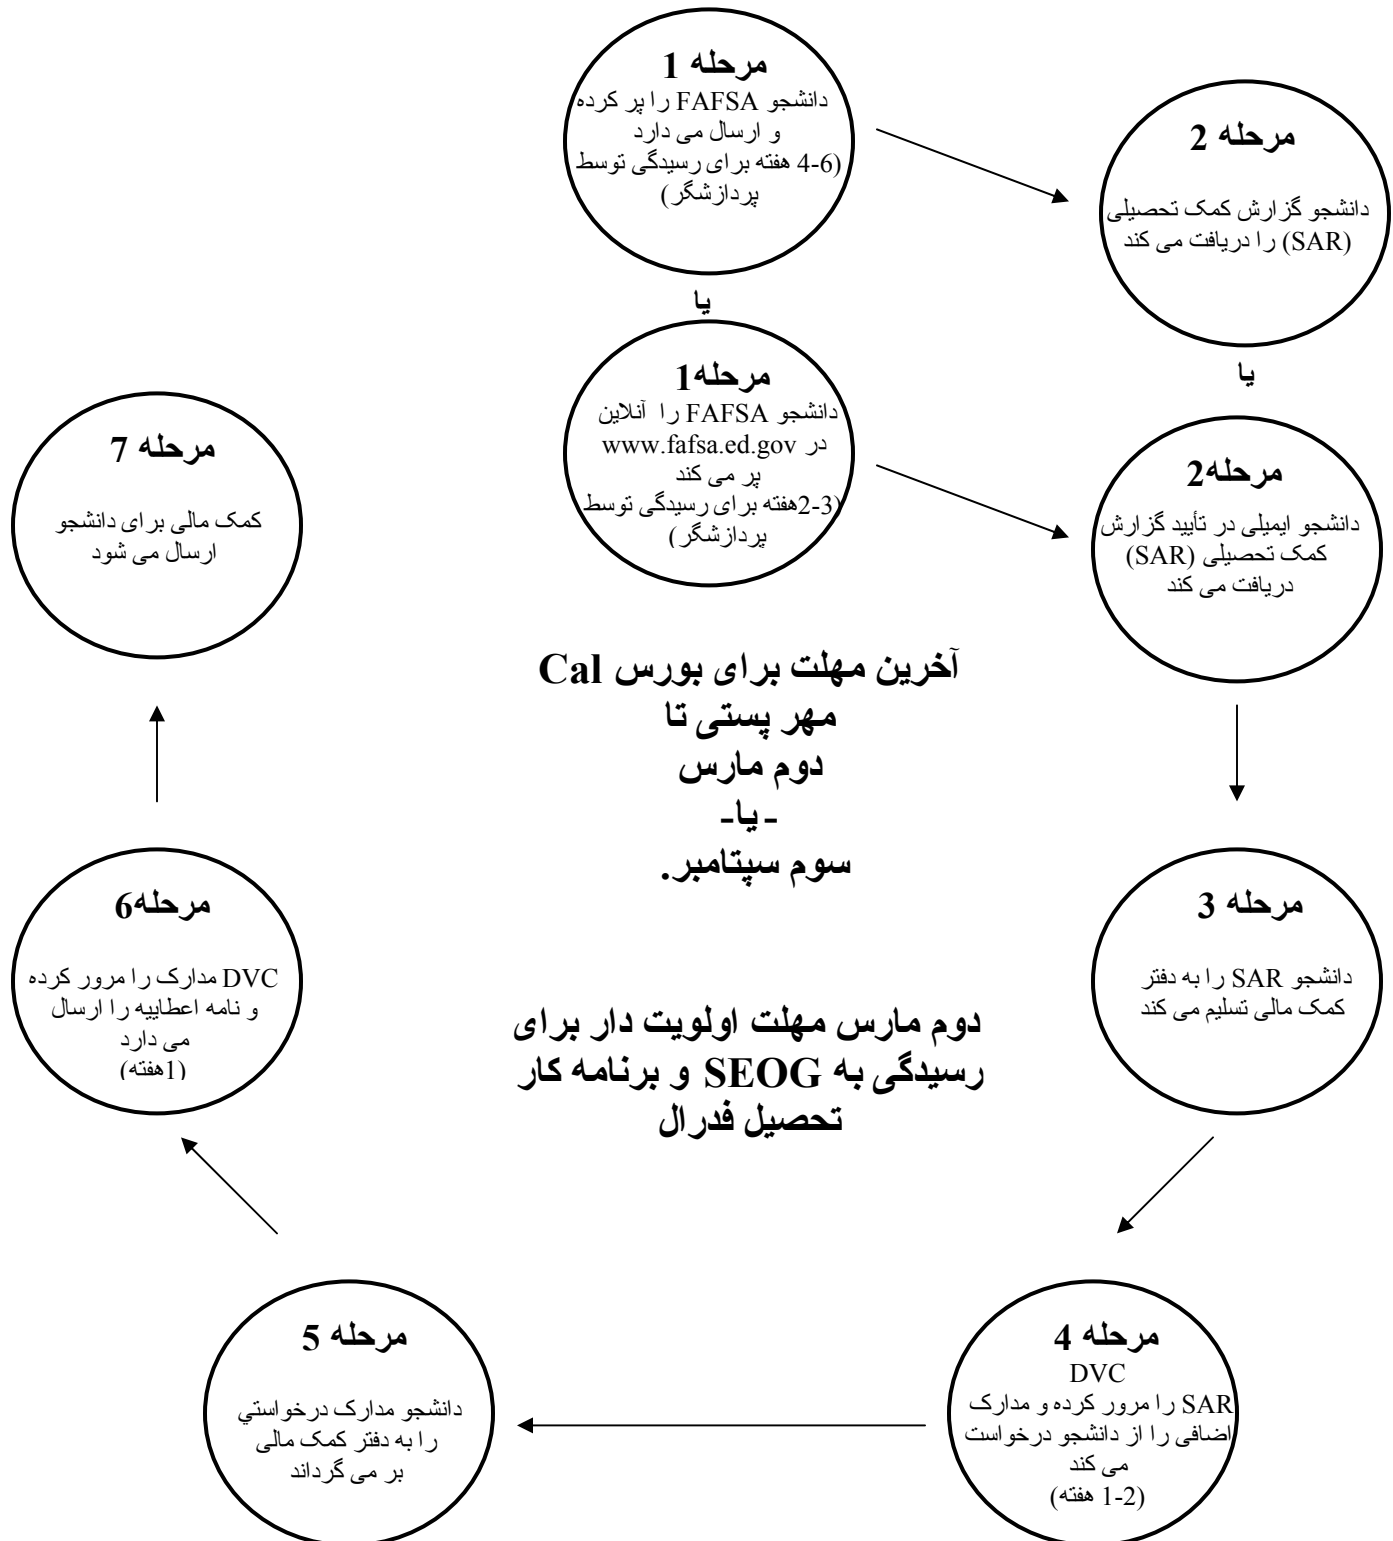 مرحله 1
دانشجو FAFSA را پر کرده
و ارسال می دارد
(4-6 هفته برای رسیدگی توسط
پردازشگر)
یا
مرحله1
دانشجو FAFSA را آنلاین
در www.fafsa.ed.gov
پر می کند
(2-3هفته برای رسیدگی توسط
پردازشگر)
مرحله 2
دانشجو گزارش کمک تحصیلی
(SAR) را دریافت می کند
یا
مرحله2
دانشجو ایمیلی در تأیید گزارش
کمک تحصیلی (SAR)
دریافت می کند
مرحله 3
دانشجو SAR را به دفتر
کمک مالی تسلیم می کند
مرحله 4
DVC
SAR را مرور کرده و مدارک
اضافی را از دانشجو درخواست
می کند
(1-2 هفته)
مرحله 5
دانشجو مدارک درخواستي
را به دفتر کمک مالی
بر می گرداند
مرحله6
DVC مدارک را مرور کرده
و نامه اعطاییه را ارسال
می دارد
(1هفته)
مرحله 7
کمک مالی برای دانشجو
ارسال می شود
آخرین مهلت برای بورس Cal
مهر پستی تا
دوم مارس
- یا-
سوم سپتامبر.
دوم مارس مهلت اولویت دار برای
رسیدگی به SEOG و برنامه کار
تحصیل فدرال